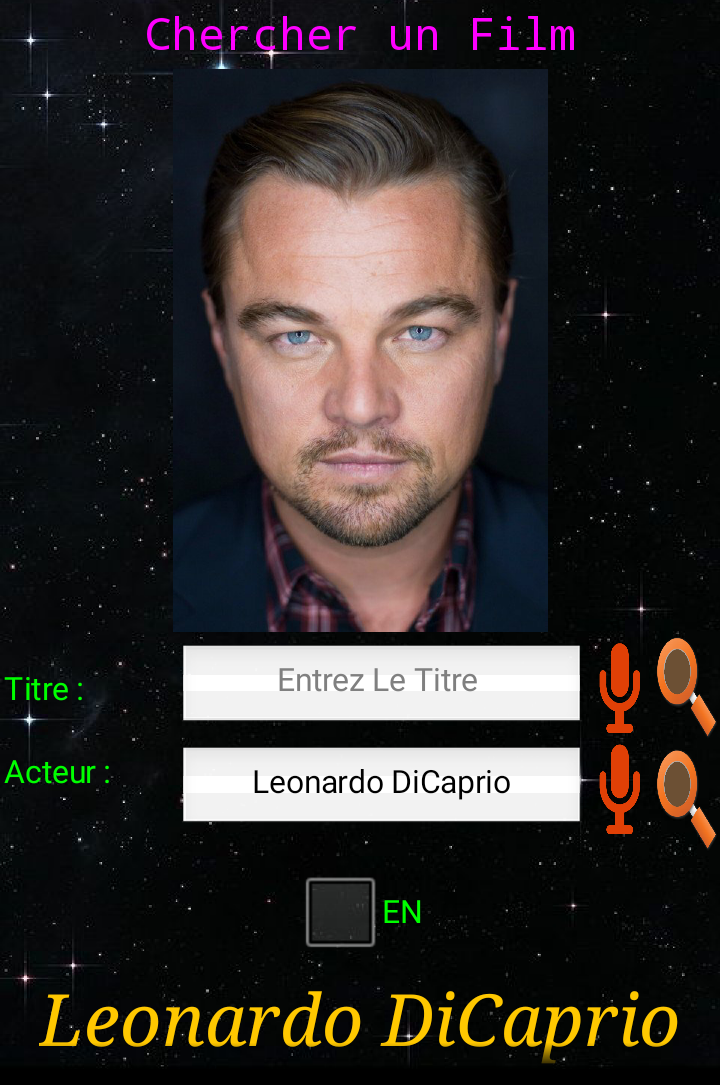 Chercher un Film
Titre :
Entrez Le Titre
Acteur :
Leonardo DiCaprio
EN
Leonardo DiCaprio